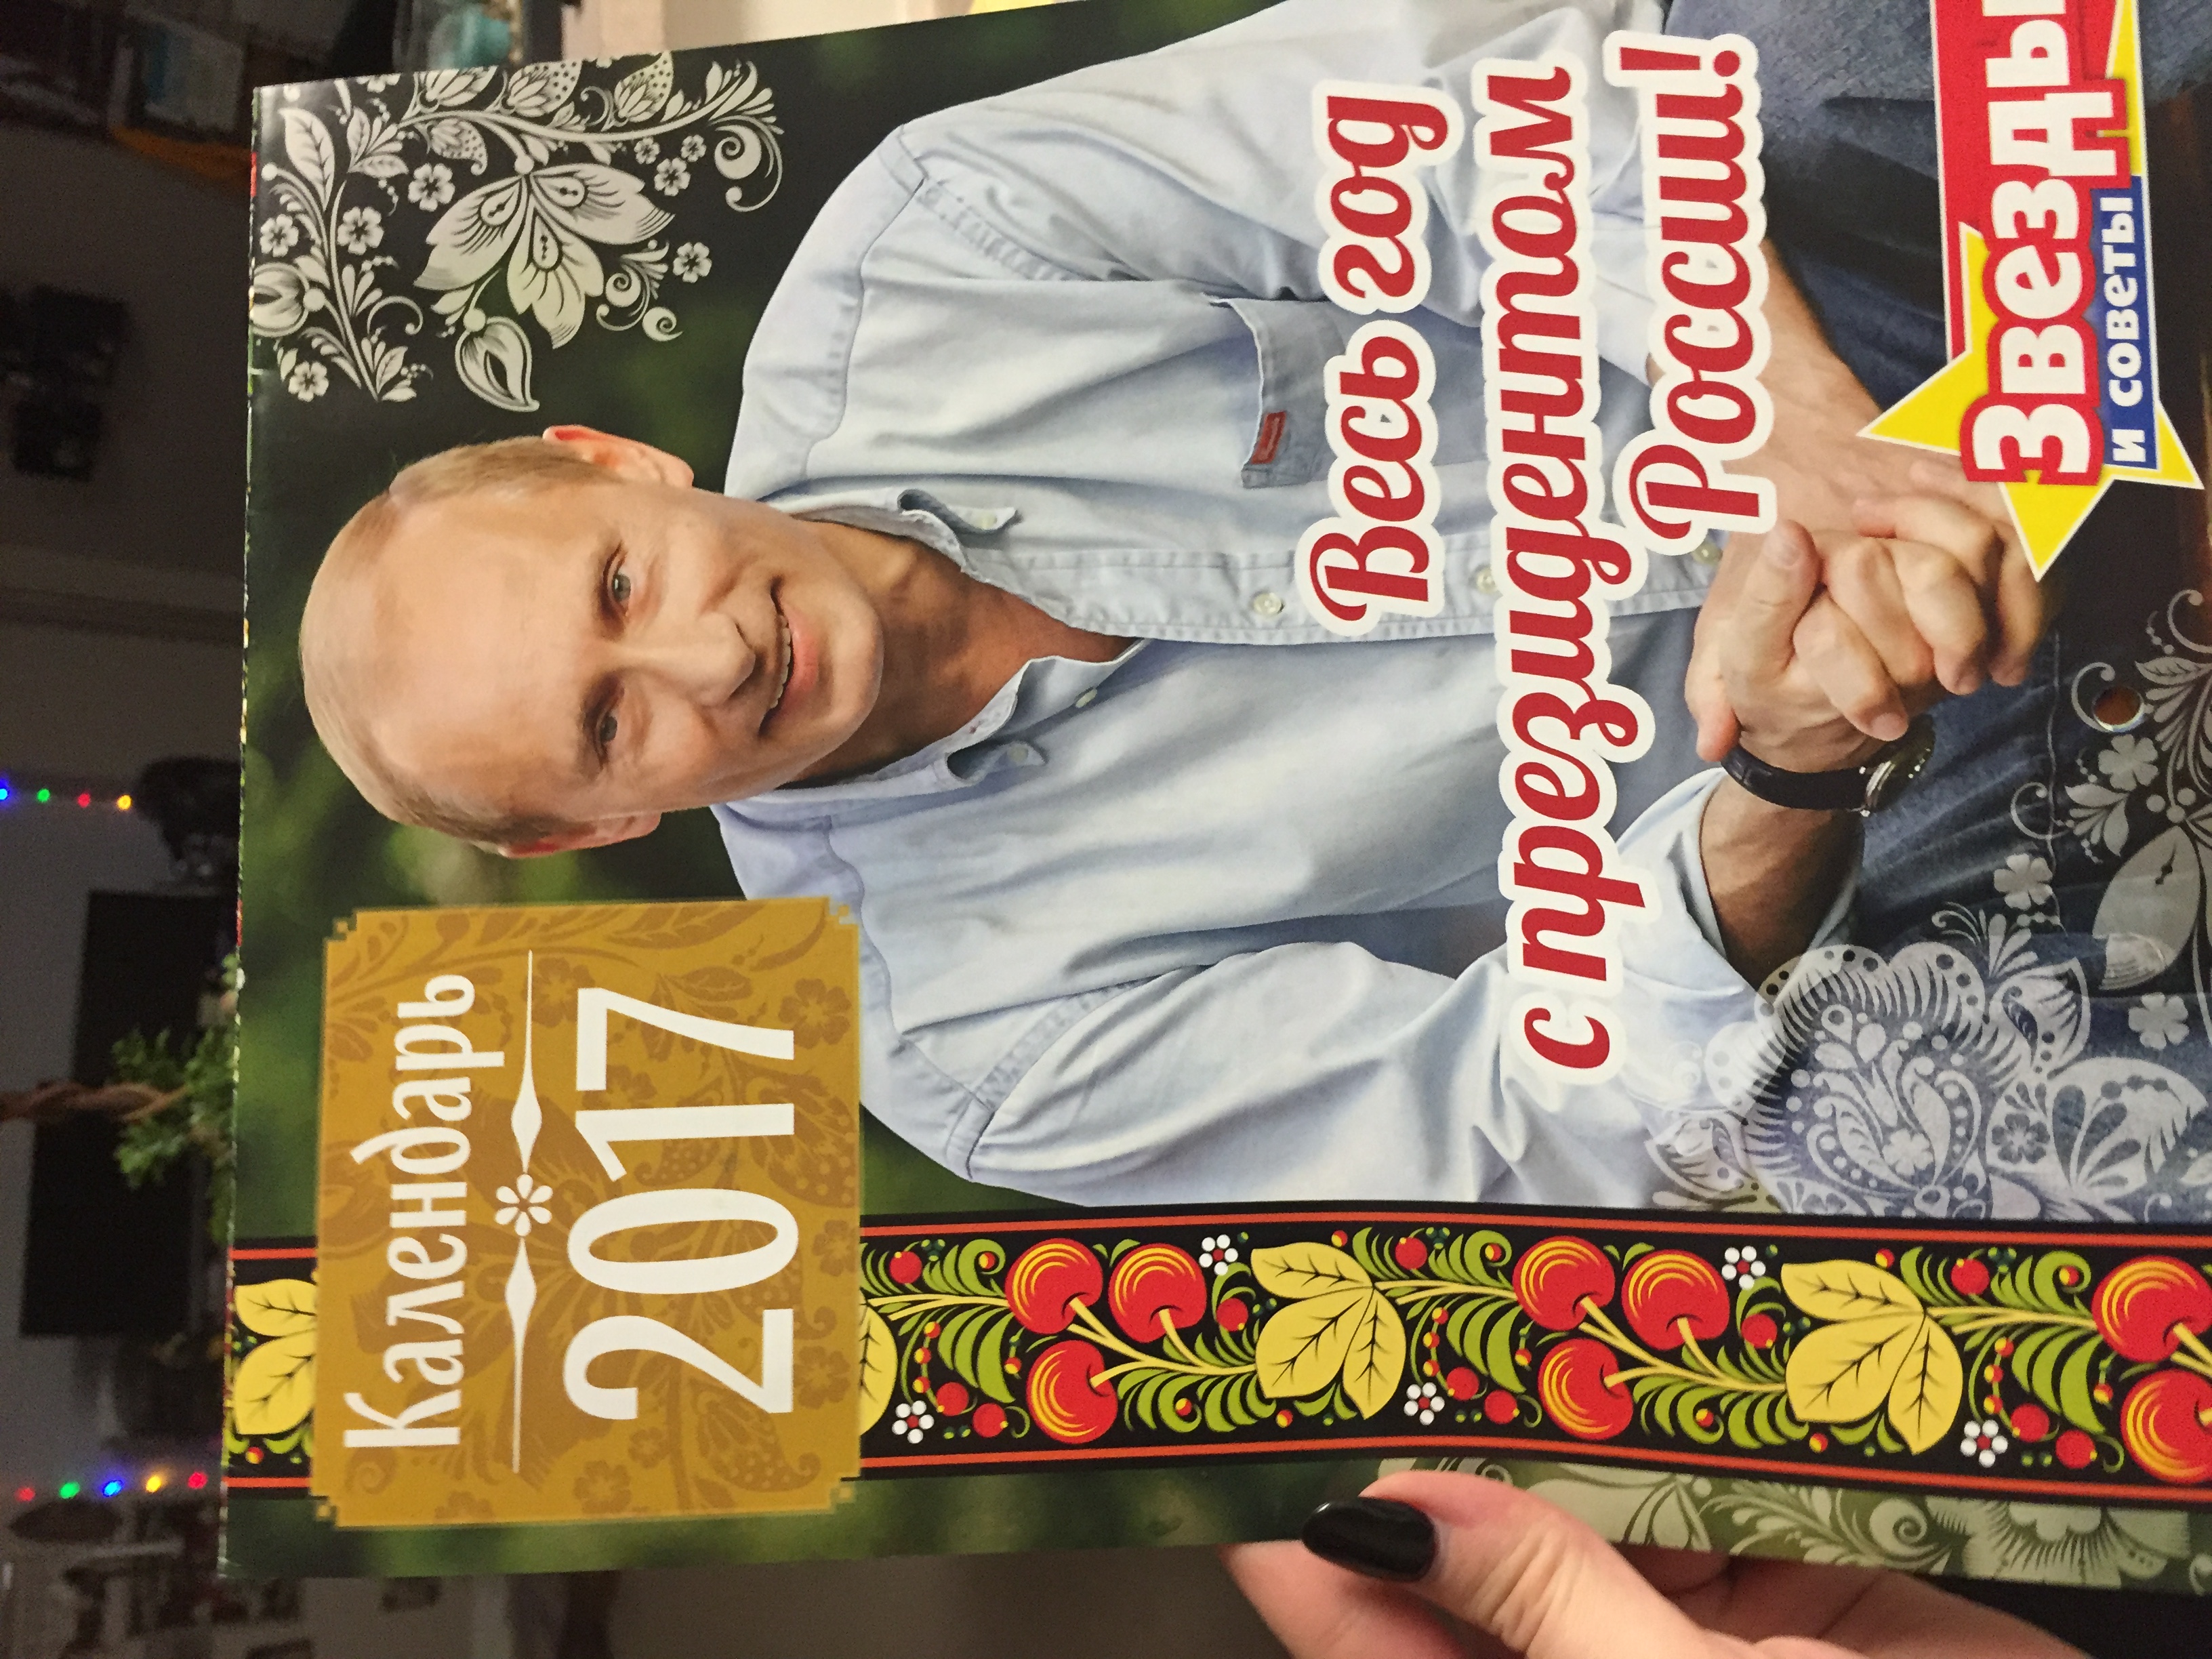 Календарь
2017
Весь год
с президентом
России!
Звезды
и советы